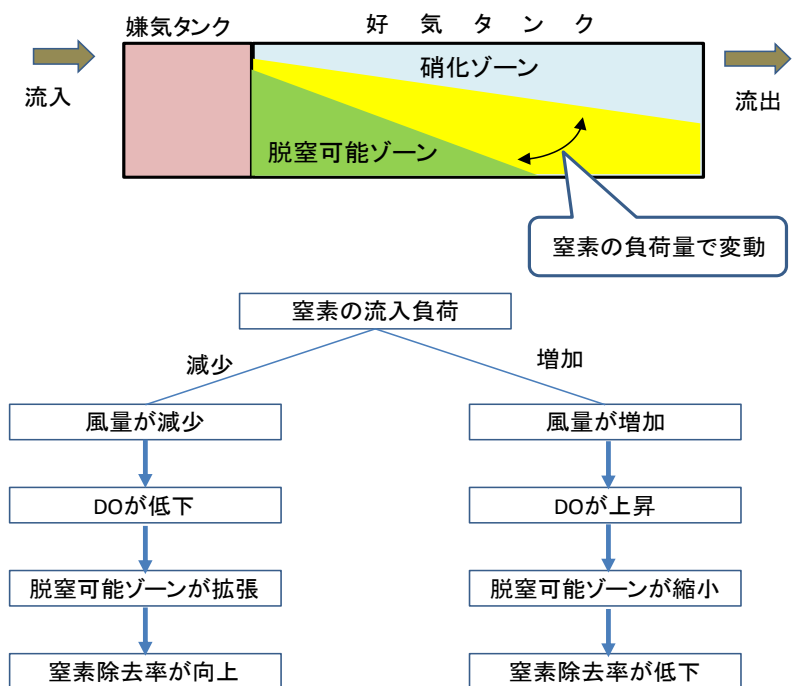 嫌気タンク
好気タンク
流入
硝化ゾーン
流出
脱窒可能ゾーン
窒素の負荷量で変動
窒素の流入負荷
減少
増加
風量が減少
風量が増加
DOが低下
DOが上昇
脱窒可能ゾーンが拡張
脱窒可能ゾーンが縮小
窒素除去率が向上
窒素除去率が低下